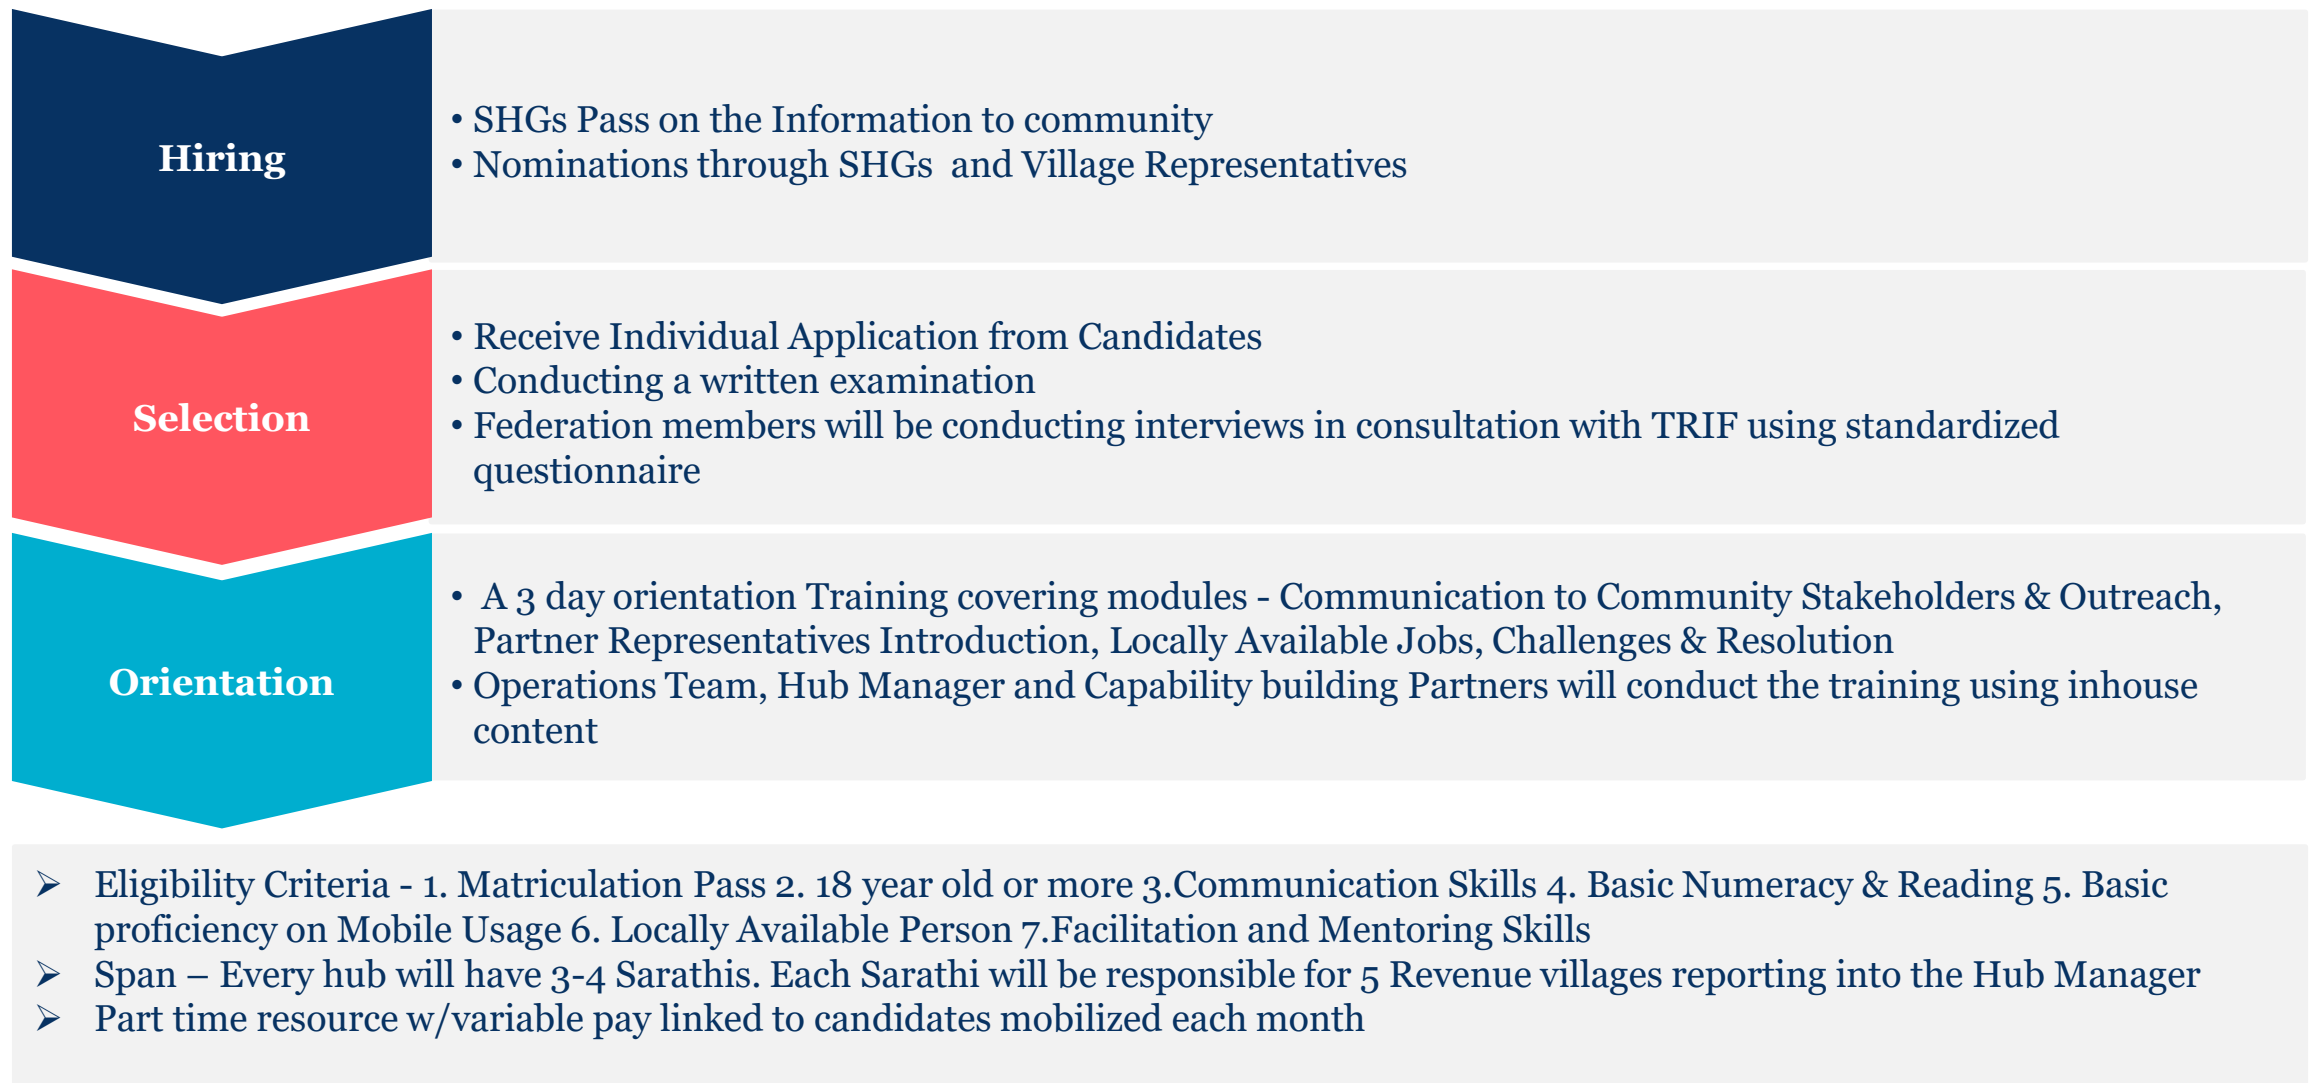 Hiring
• SHGs Pass on the Information to community
• Nominations through SHGs  and Village Representatives
Selection
• Receive Individual Application from Candidates
• Conducting a written examination
• Federation members will be conducting interviews in consultation with TRIF using standardized
questionnaire
Orientation
• A 3 day orientation Training covering modules - Communication to Community Stakeholders & Outreach,
Partner Representatives Introduction, Locally Available Jobs, Challenges & Resolution
• Operations Team, Hub Manager and Capability building Partners will conduct the training using inhouse
content
➢ Eligibility Criteria - 1. Matriculation Pass 2. 18 year old or more 3.Communication Skills 4. Basic Numeracy & Reading 5. Basic
proficiency on Mobile Usage 6. Locally Available Person 7.Facilitation and Mentoring Skills
➢ Span – Every hub will have 3-4 Sarathis. Each Sarathi will be responsible for 5 Revenue villages reporting into the Hub Manager
➢ Part time resource w/variable pay linked to candidates mobilized each month